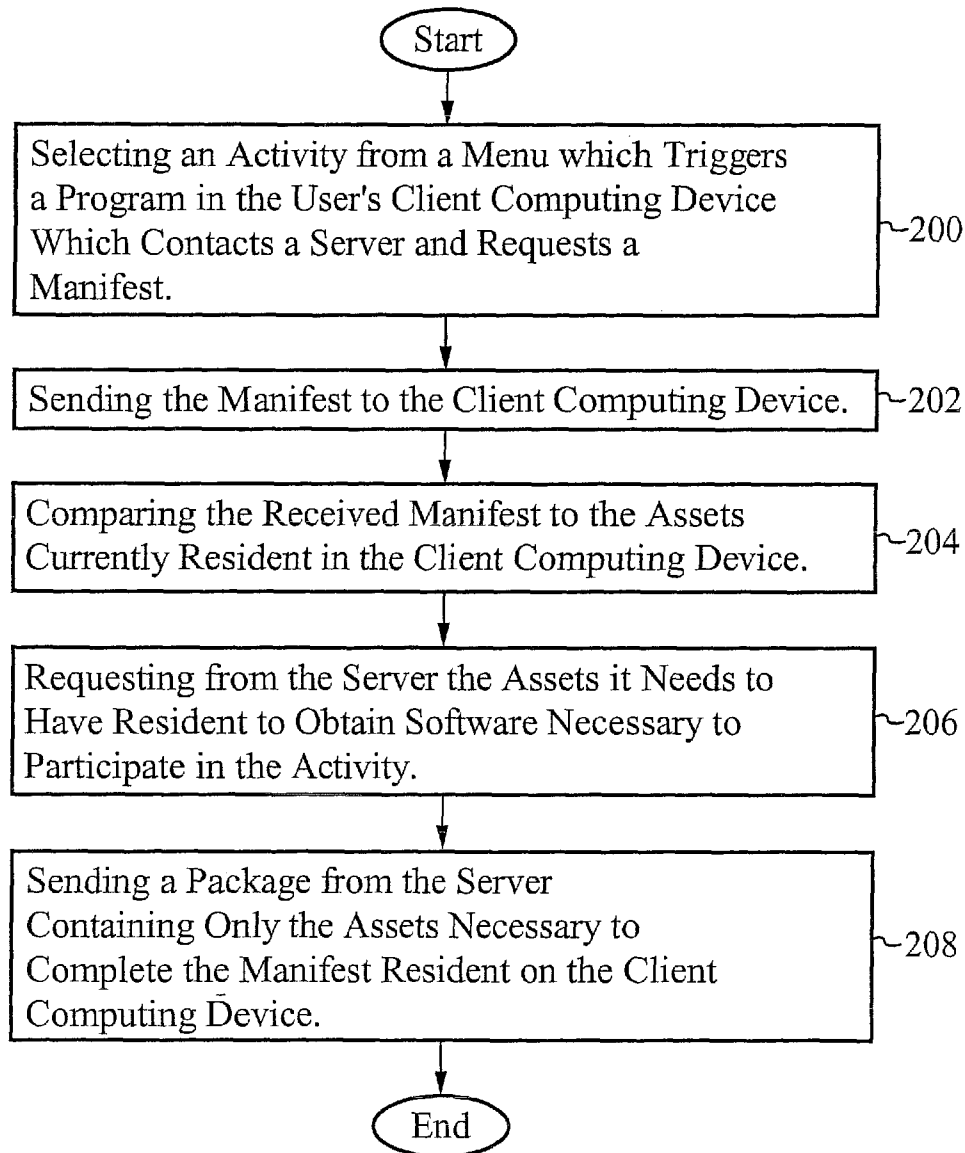 Start
Selecting an Activity from a Menu which Triggers
a Program in the User's Client Computing Device
Which Contacts a Server and Requests a
Manifest.
200
Sending the Manifest to the Client Computing Device.
202
Comparing the Received Manifest to the Assets
Currently Resident in the Client Computing Device.
204
Requesting from the Server the Assets it Needs to
Have Resident to Obtain Software Necessary to
Participate in the Activity.
206
Sending a Package from the Server
Containing Only the Assets Necessary to
Complete the Manifest Resident on the Client
Computing Device.
208
End